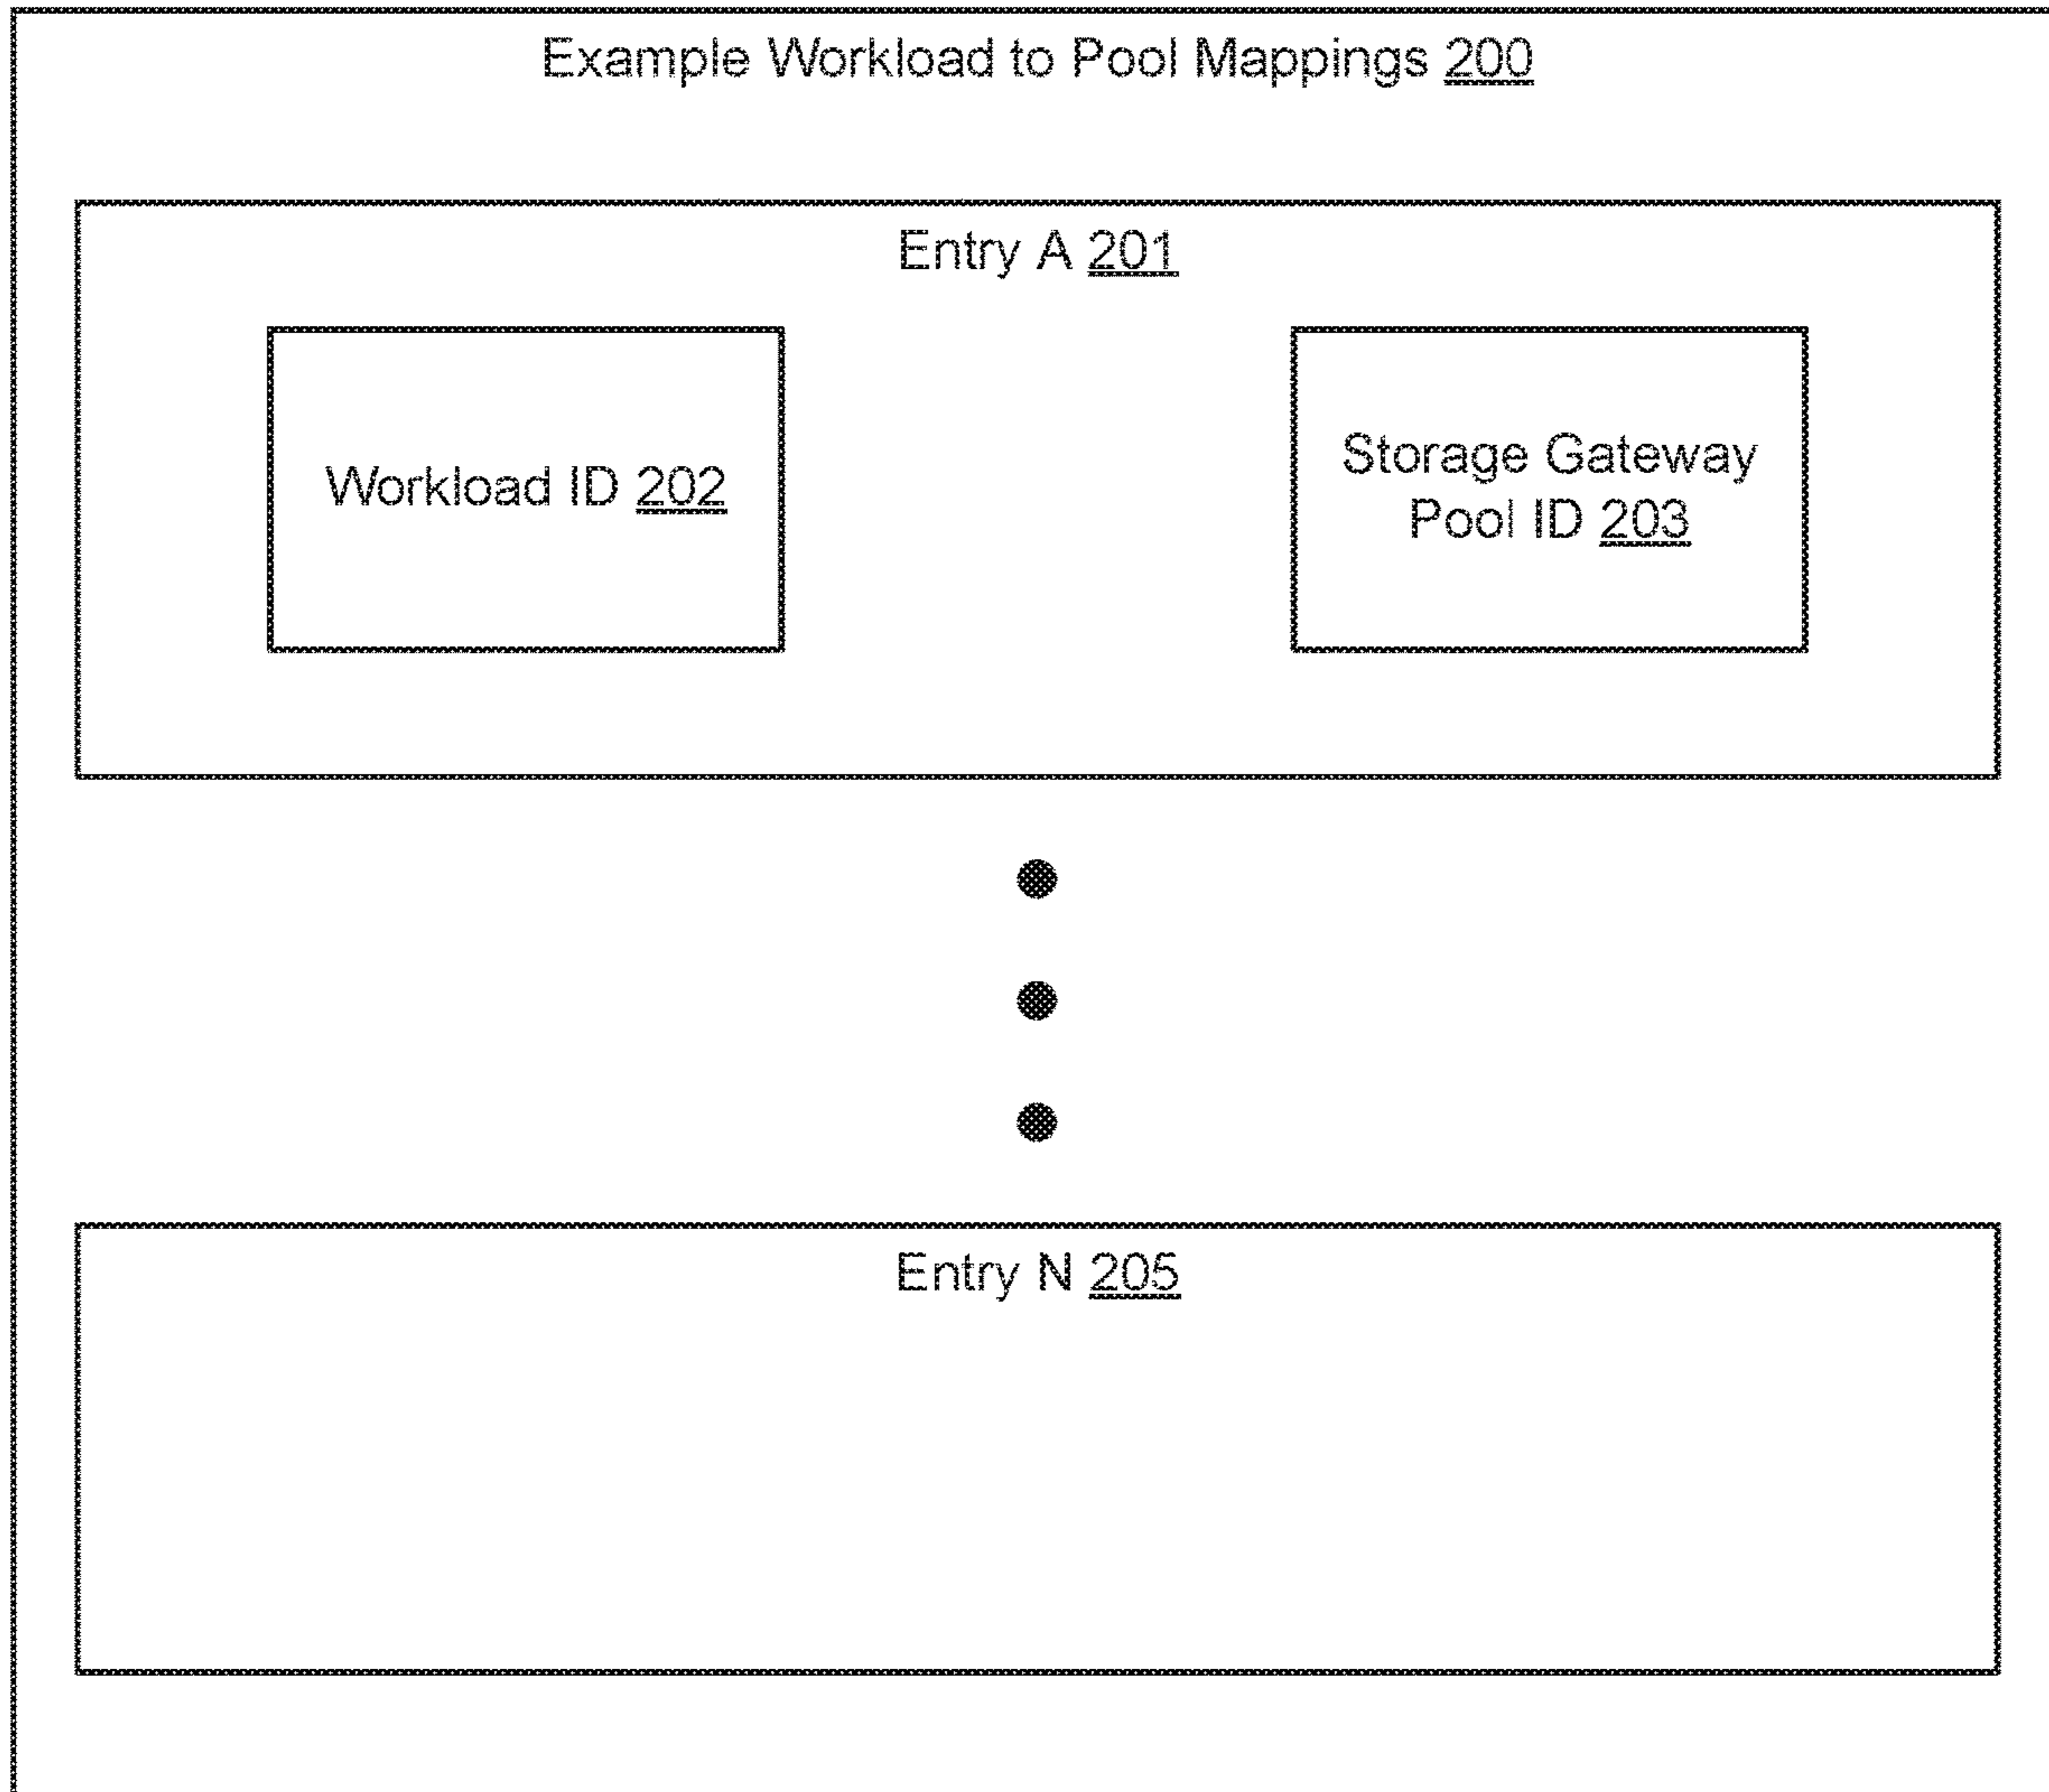 Example Workload to Pool Mappings 200
Entry A 201
Workload ID 202
Storage Gateway
Pool ID 203
Entry N 205